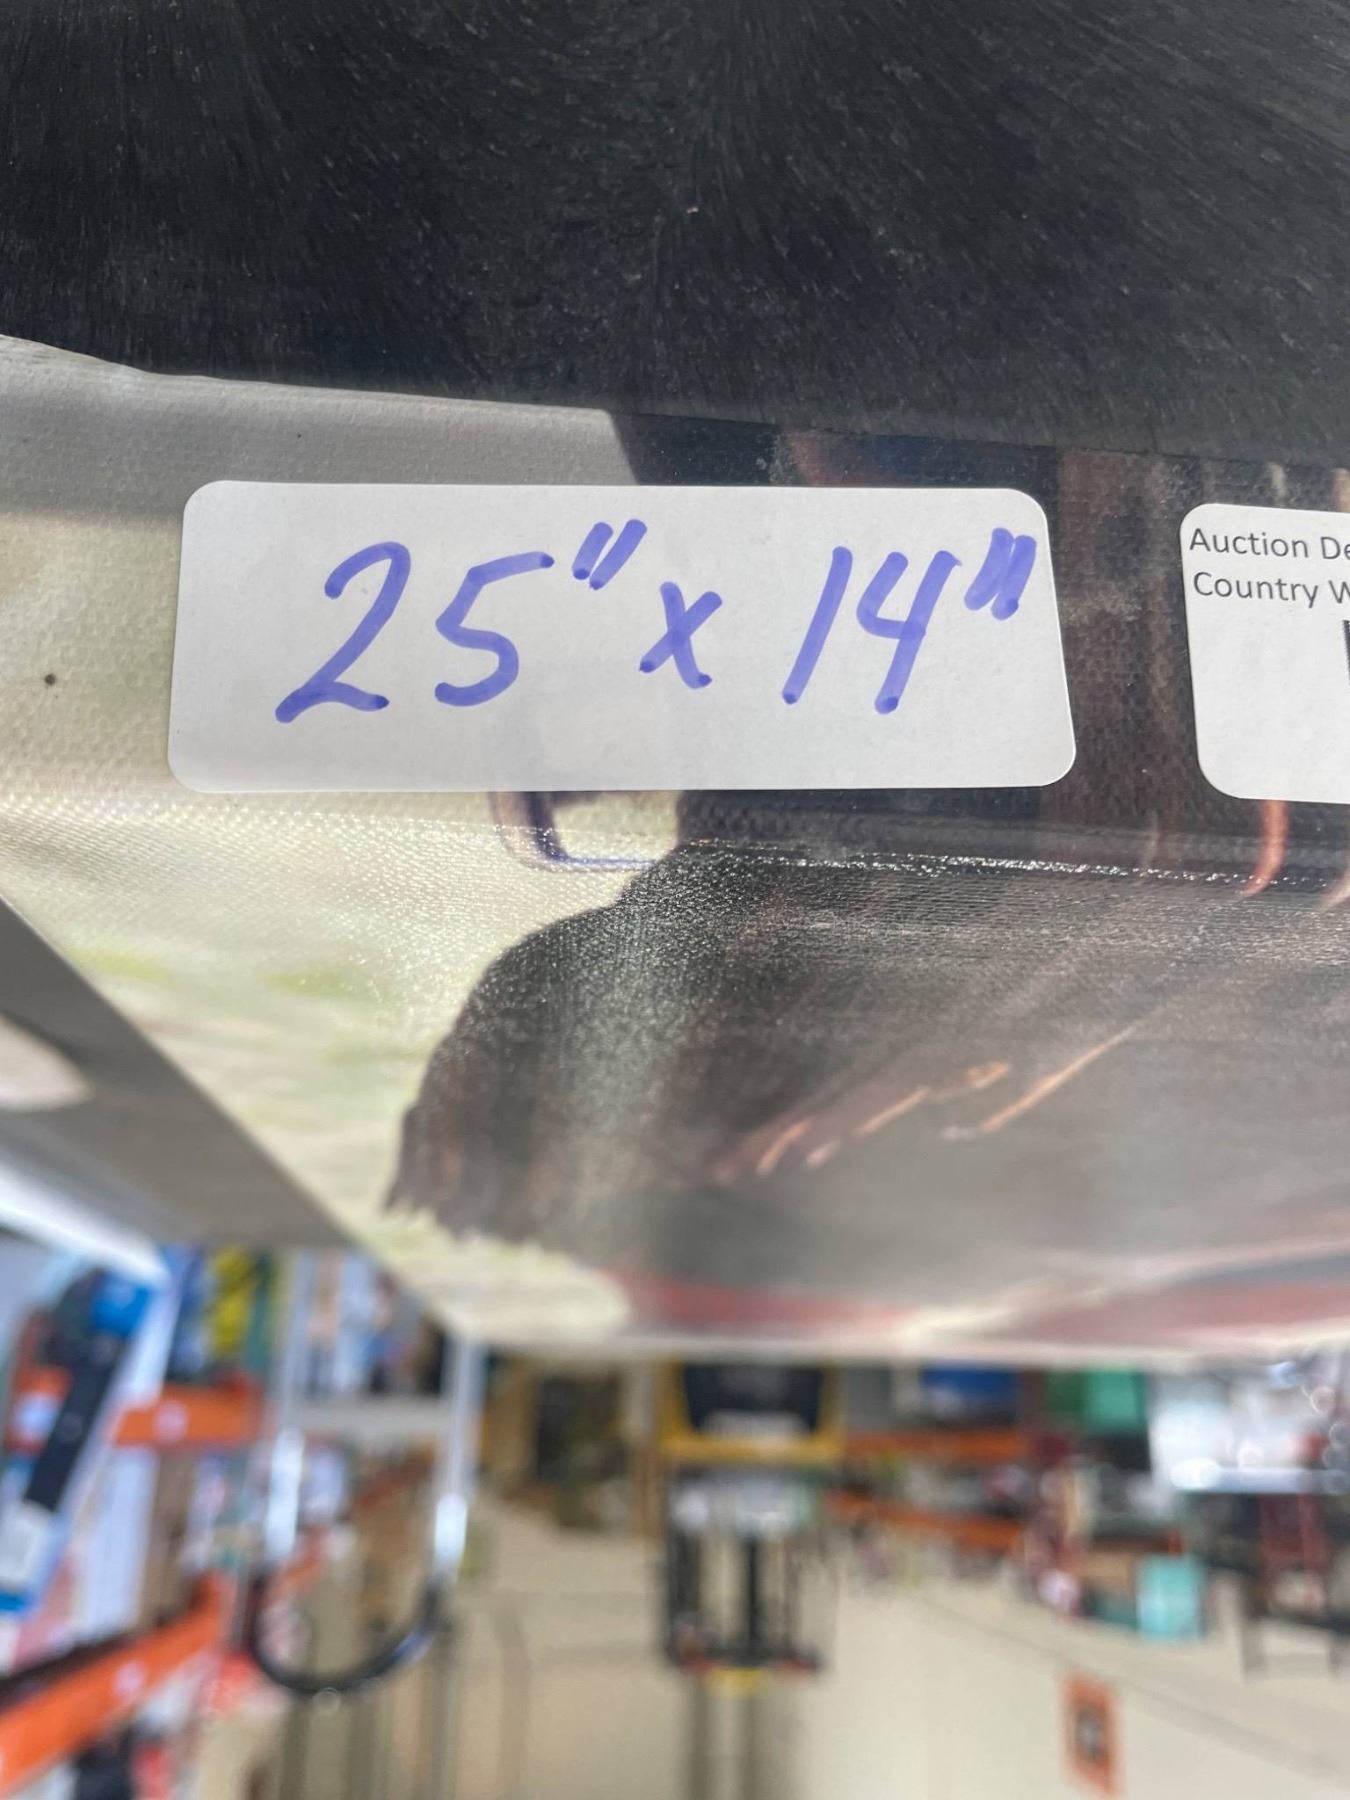 25" x 14"
Auction De
Country W